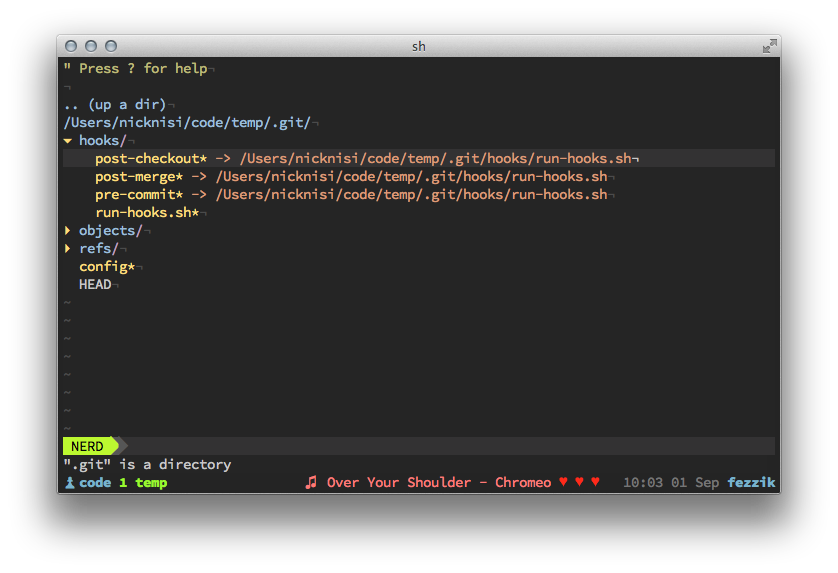 sh
" Press ? for help¬
¬
.. (up a dir)¬
/Users/nicknisi/code/temp/.git/¬
▾ hooks/¬
post-checkout* -> /Users/nicknisi/code/temp/.git/hooks/run-hooks.sh¬
post-merge* -> /Users/nicknisi/code/temp/.git/hooks/run-hooks.sh¬
pre-commit* -> /Users/nicknisi/code/temp/.git/hooks/run-hooks.sh¬
run-hooks.sh*¬
▸ objects/¬
▸ refs/¬
config*¬
HEAD¬
~
~
~
~
~
~
~
~
NERD
".git" is a directory
code 1 temp ♫ Over Your Shoulder - Chromeo ♥ ♥ ♥ 10:03 01 Sep fezzik